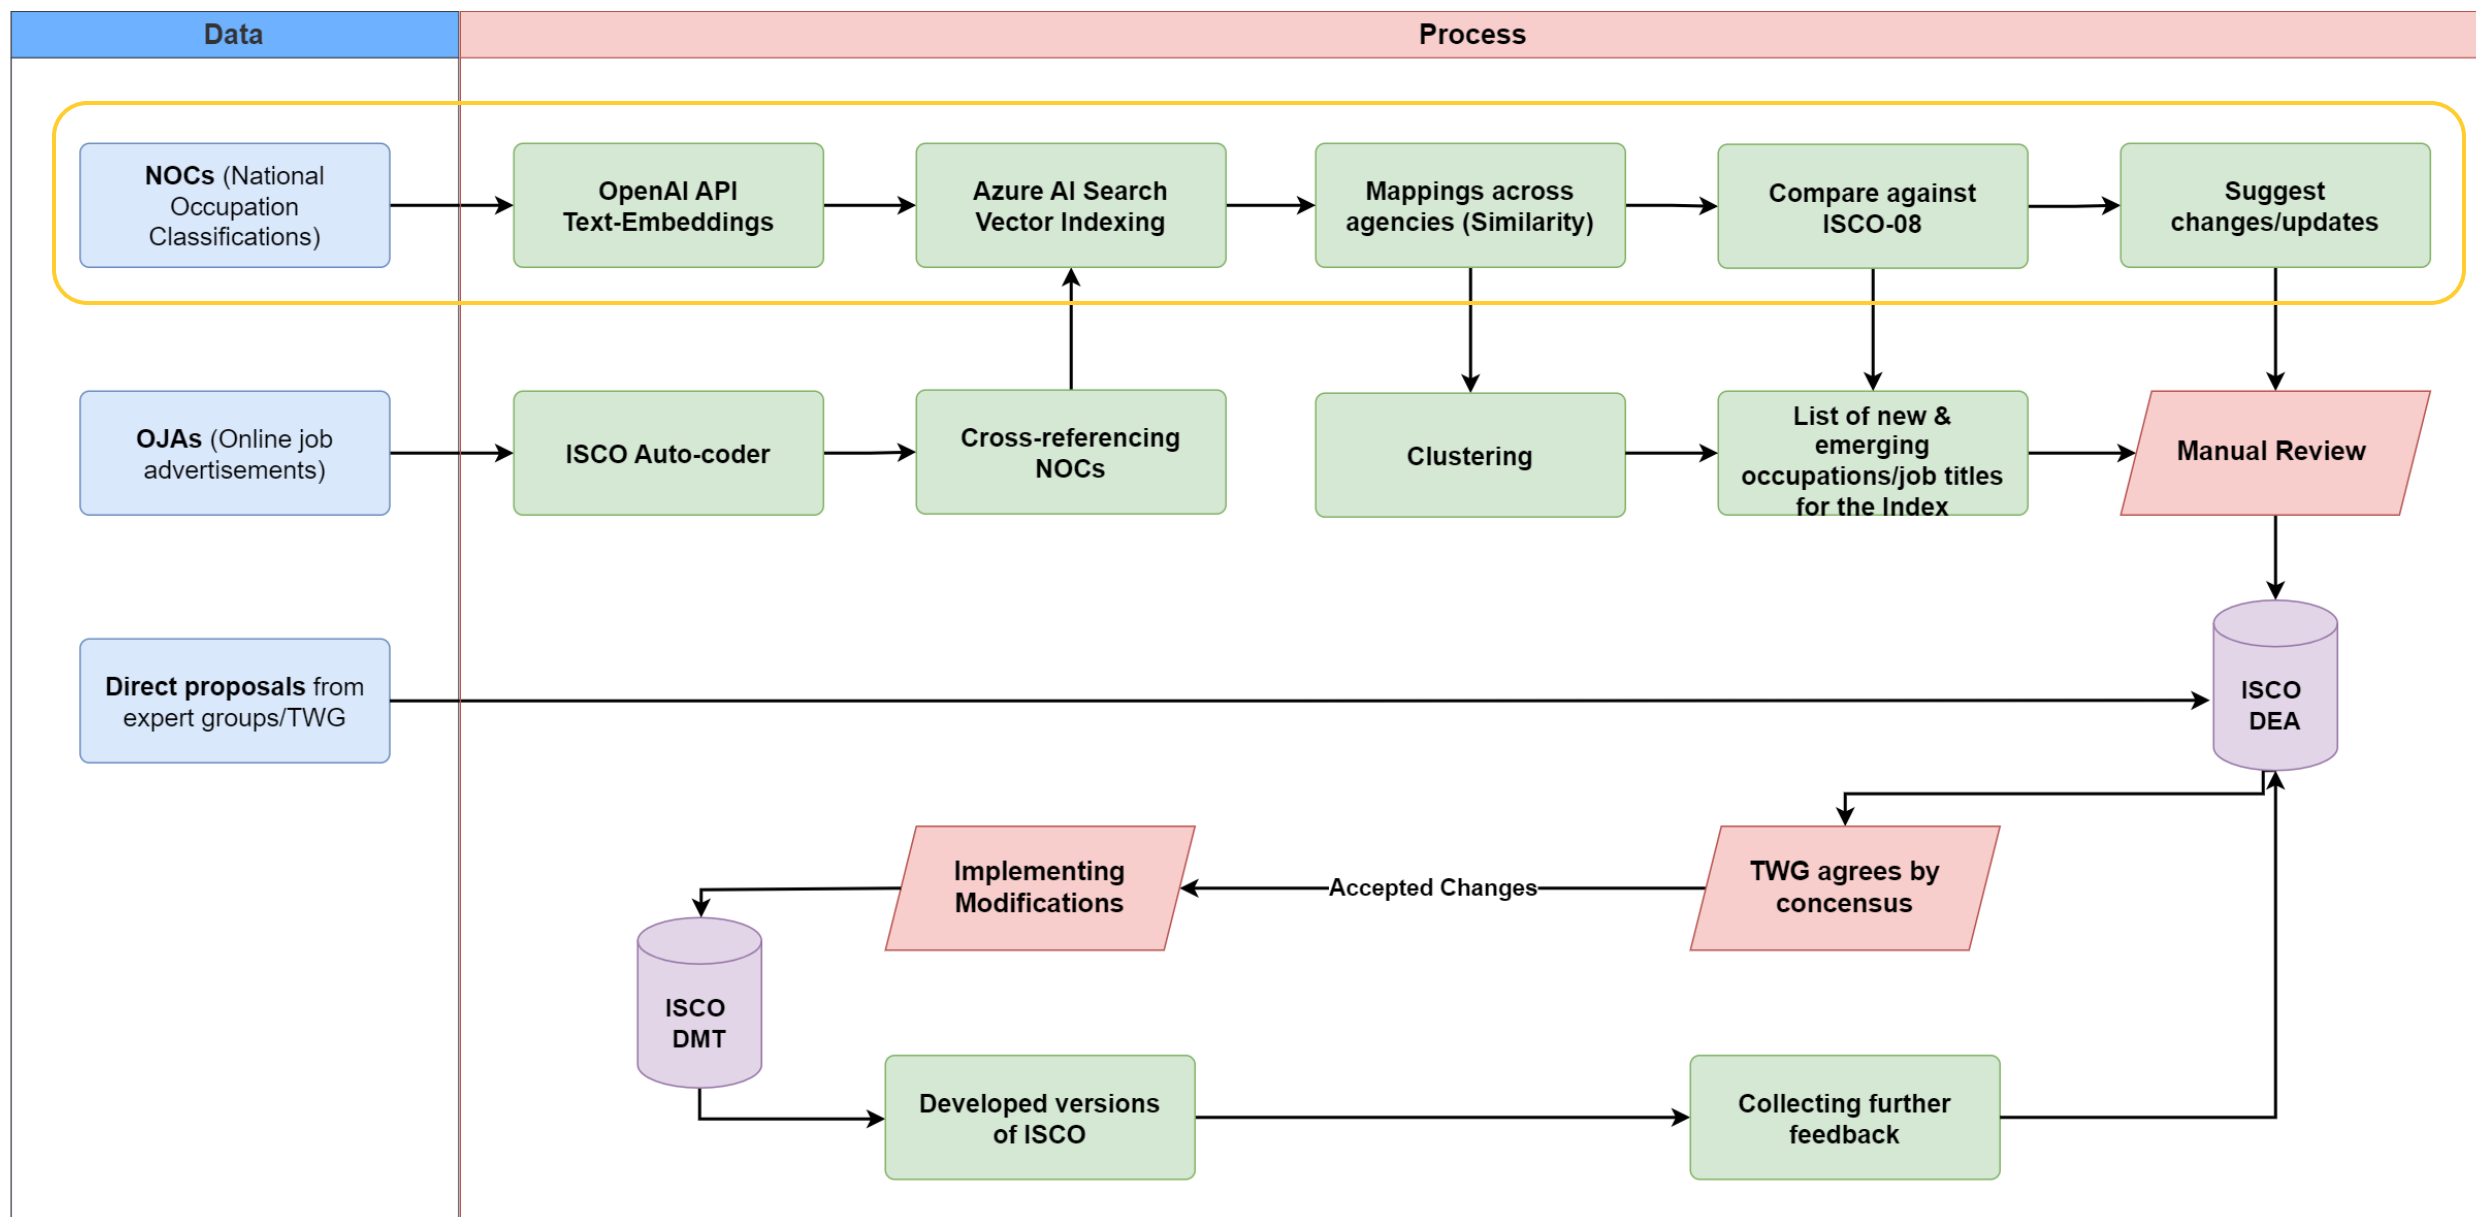 Data
Process
NOCs (National
Occupation
Classifications)
OpenAI API
Text-Embeddings
Azure AI Search
Vector Indexing
Mappings across
agencies (Similarity)
Compare against
ISCO-08
Suggest
changes/updates
OJAs (Online job
advertisements)
ISCO Auto-coder
Cross-referencing
NOCs
Clustering
List of new &
emerging
occupations/job titles
for the Index
Manual Review
Direct proposals from
expert groups/TWG
ISCO
DEA
Implementing
Modifications
Accepted Changes
TWG agrees by
concensus
ISCO
DMT
Developed versions
of ISCO
Collecting further
feedback